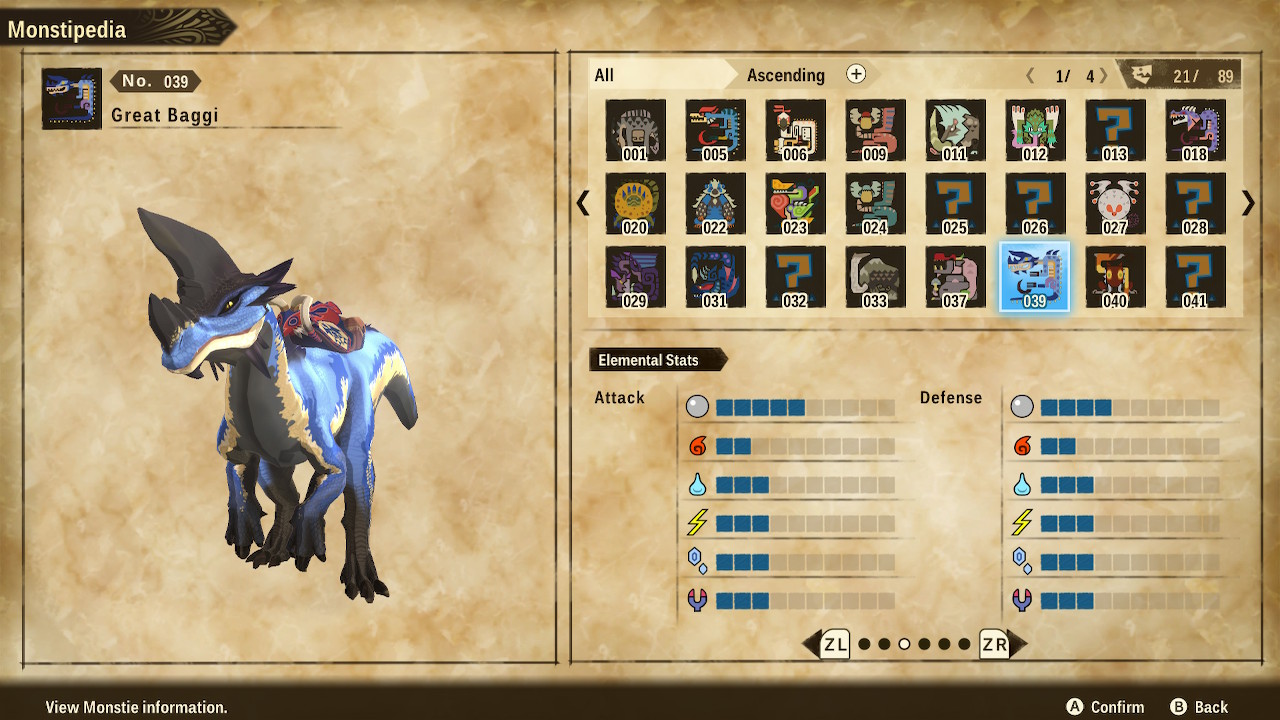 Monstipedia
No. 039
Great Baggi
All
Ascending
1/ 4
21/ 89
001 005 006 009 011 012 013 018
020 022 023 024 025 026 027 028
029 031 032 033 037 039 040 041
Elemental Stats
Attack
Defense
ZL
ZR
View Monstie information.
A Confirm
B Back